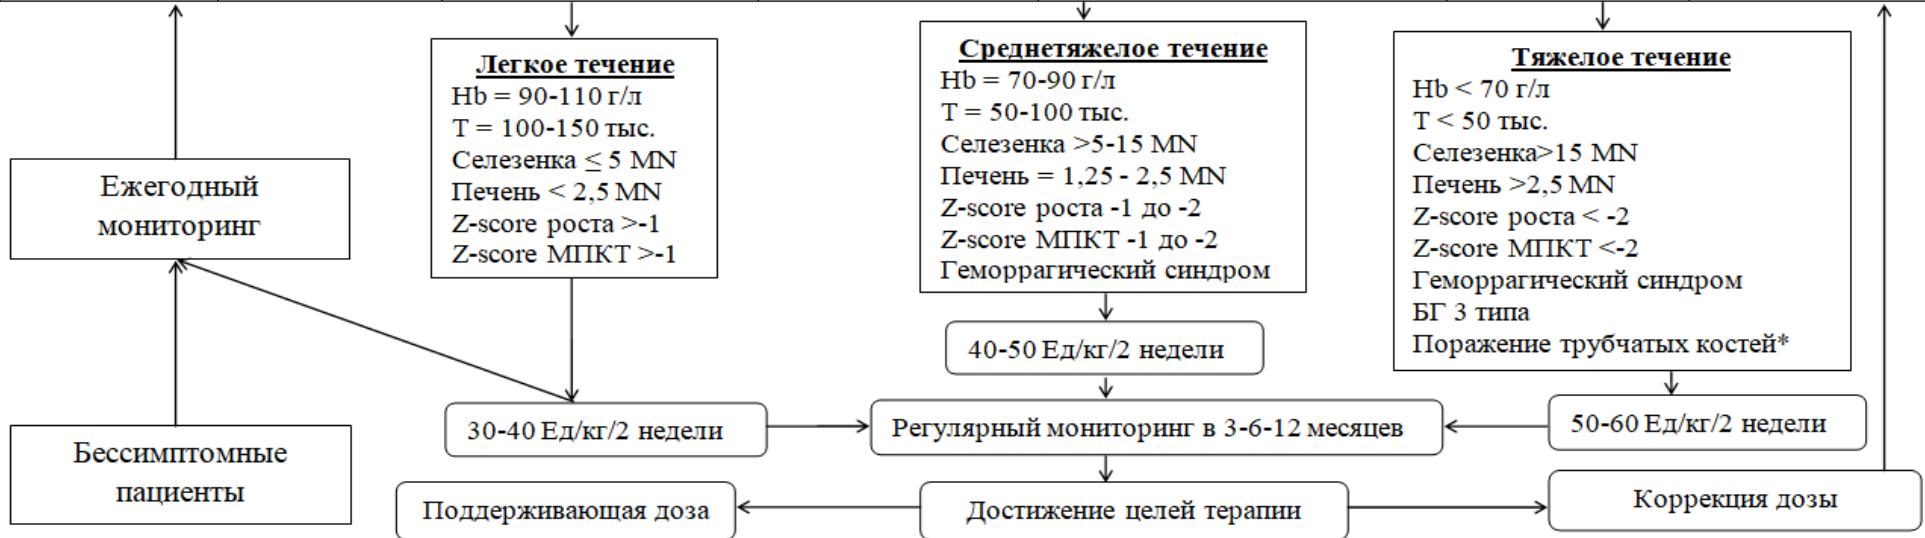 Легкое течение
Hb = 90-110 г/л
Т = 100-150 тыс.
Селезенка ≤ 5 MN
Печень < 2,5 MN
Z-score роста >-1
Z-score МПКТ >-1
Среднетяжелое течение
Hb = 70-90 г/л
Т = 50-100 тыс.
Селезенка >5-15 MN
Печень = 1,25 - 2,5 MN
Z-score роста -1 до -2
Z-score МПКТ -1 до -2
Геморрагический синдром
Тяжелое течение
Hb < 70 г/л
Т < 50 тыс.
Селезенка>15 MN
Печень >2,5 MN
Z-score роста < -2
Z-score МПКТ <-2
Геморрагический синдром
БГ 3 типа
Поражение трубчатых костей*
Ежегодный
мониторинг
40-50 Ед/кг/2 недели
30-40 Ед/кг/2 недели
Регулярный мониторинг в 3-6-12 месяцев
50-60 Ед/кг/2 недели
Бессимптомные
пациенты
Поддерживающая доза
Достижение целей терапии
Коррекция дозы